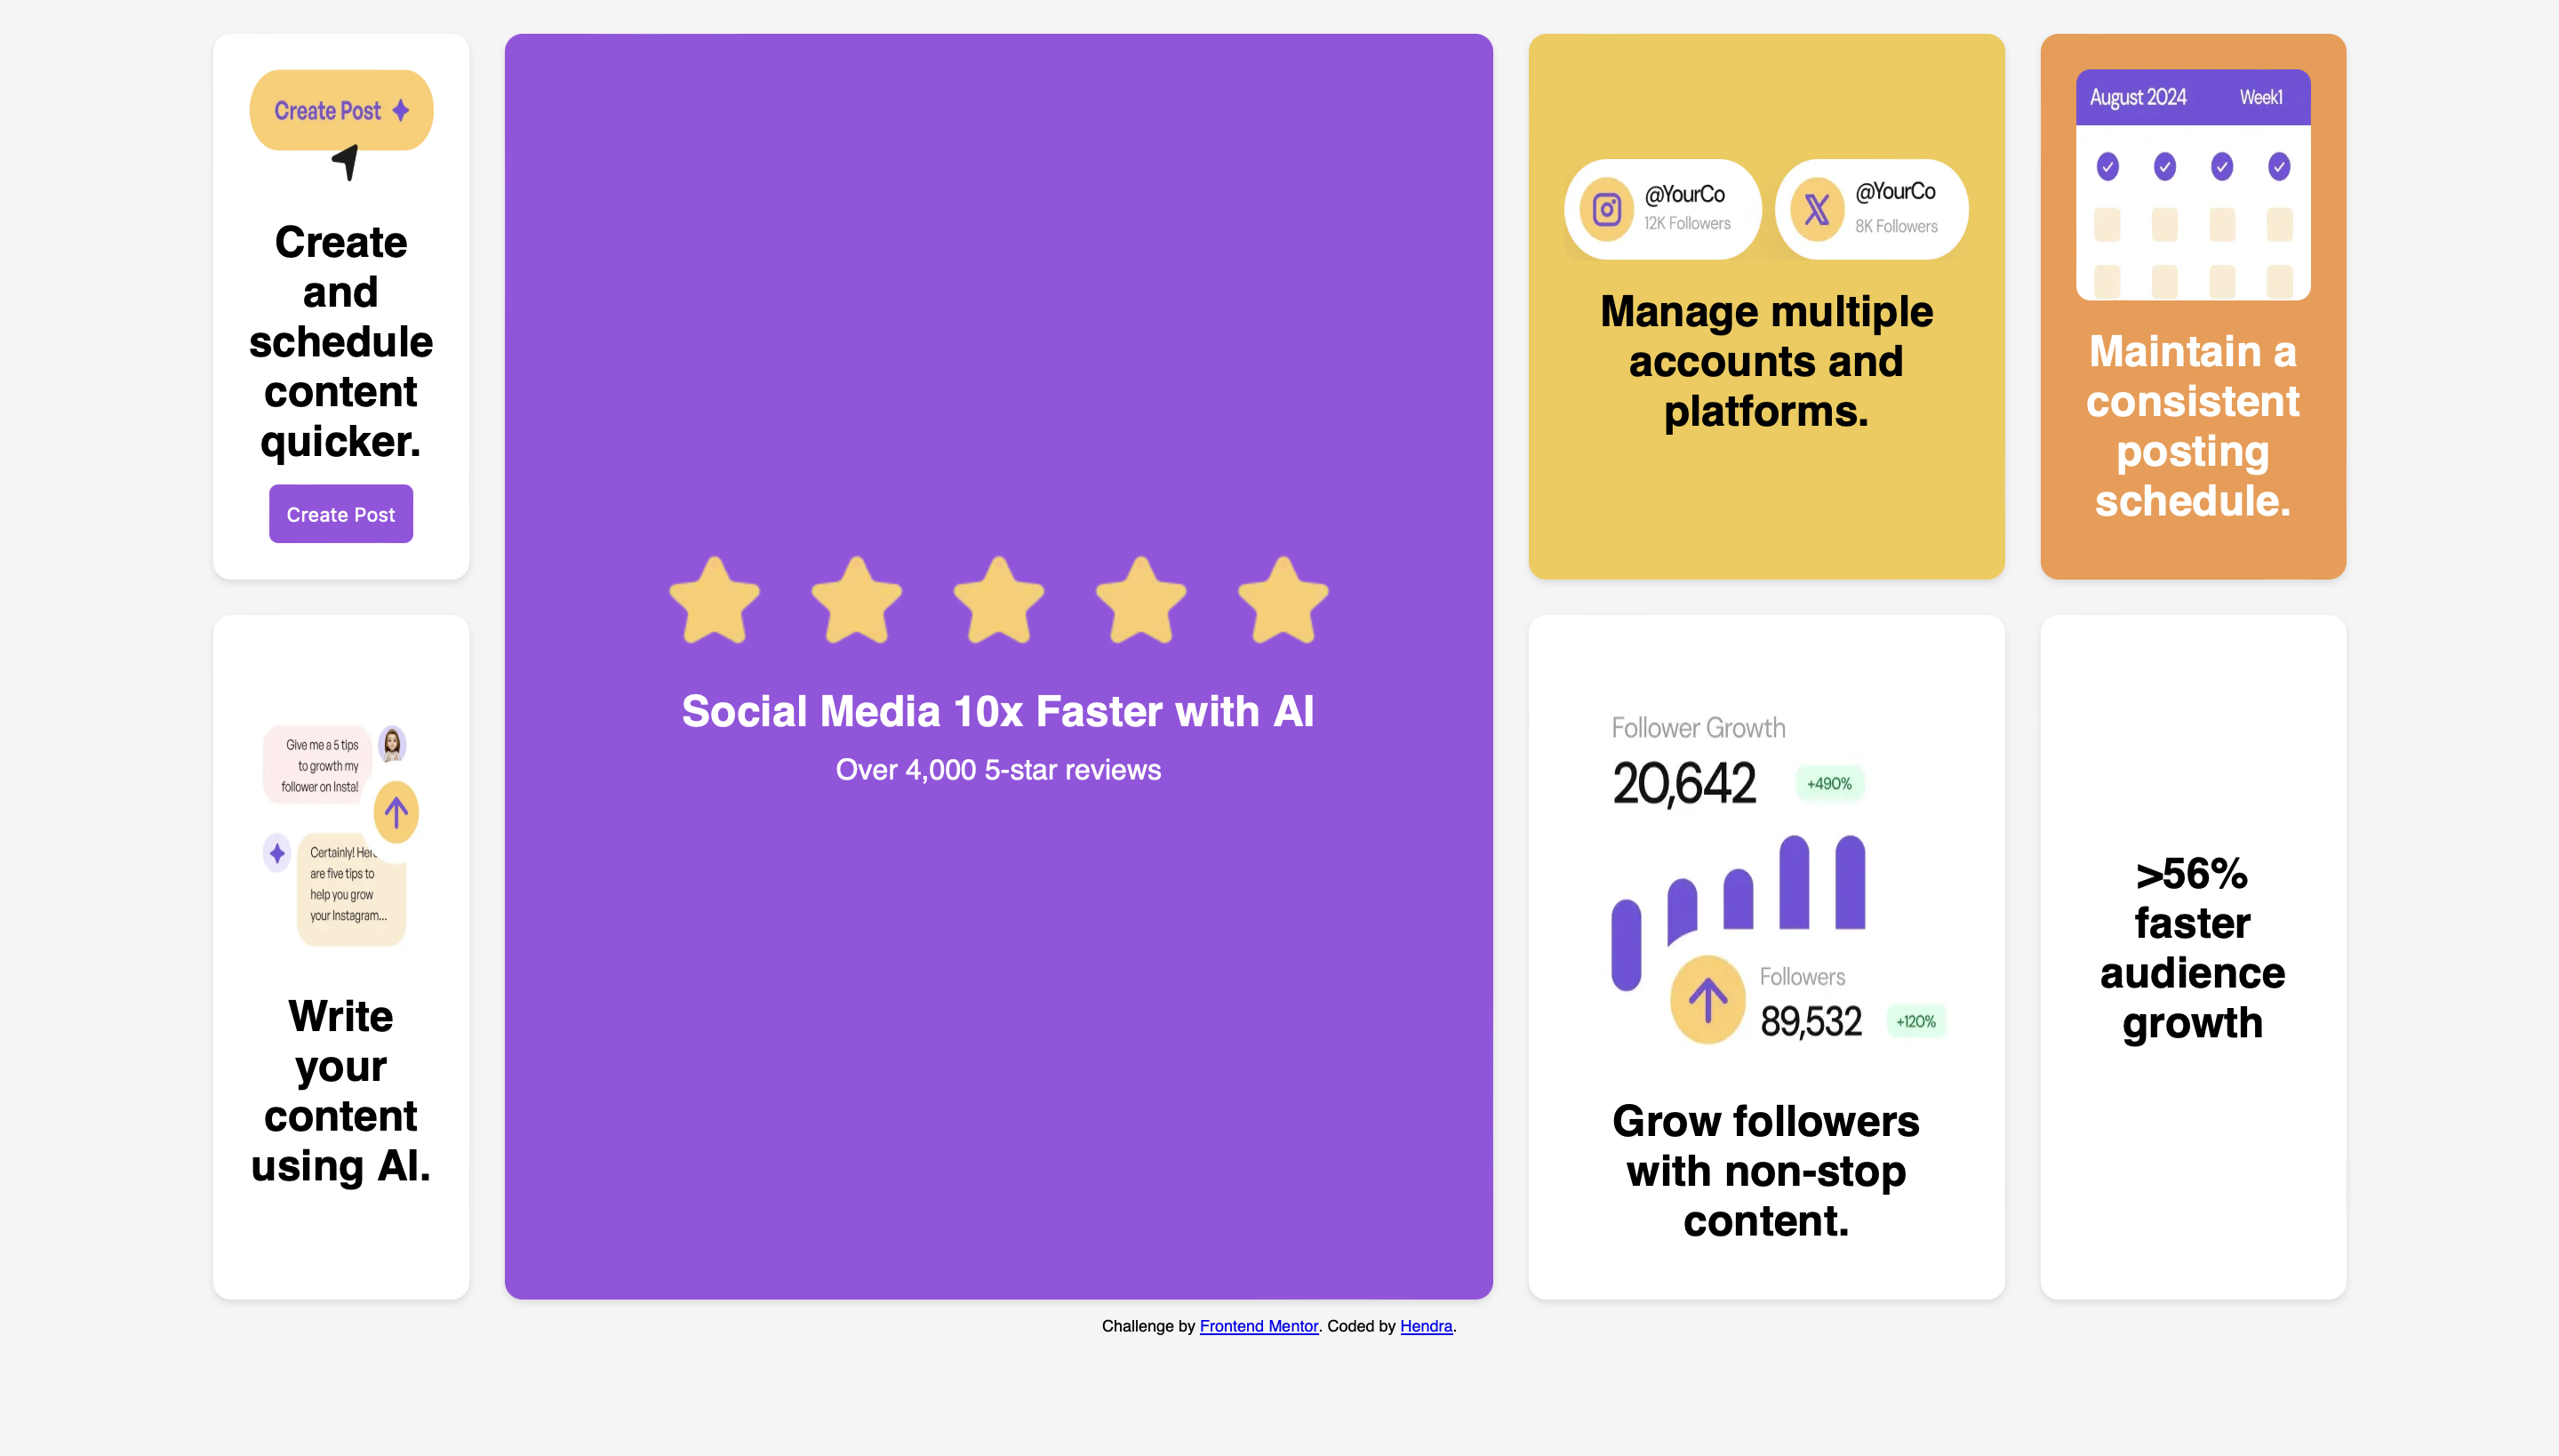 Create Post
Create
and
schedule
content
quicker.
Create Post
Give me a 5 tips
to growth my
follower on Insta!
Certainly! Here
are five tips to
help you grow
your Instagram...
Write
your
content
using AI.
Social Media 10x Faster with AI
Over 4,000 5-star reviews
@YourCo
12K Followers
@YourCo
8K Followers
Manage multiple
accounts and
platforms.
August 2024 Week1
Maintain a
consistent
posting
schedule.
Follower Growth
20,642 +490%
Followers
89,532 +120%
Grow followers
with non-stop
content.
>56%
faster
audience
growth
Challenge by Frontend Mentor. Coded by Hendra.